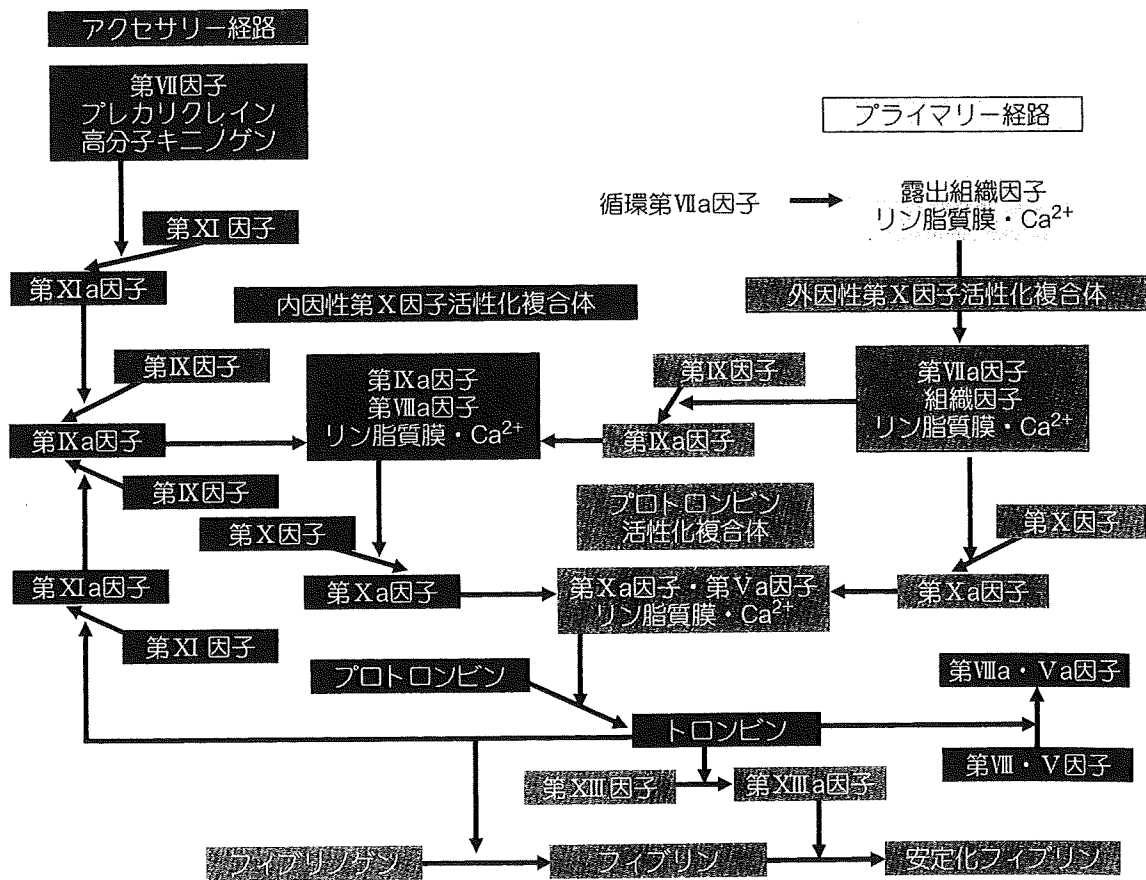 アクセサリー経路
第Ⅶ因子
プレカリクレイン
高分子キニノゲン
プライマリー経路
循環第Ⅶa因子
露出組織因子
リン脂質膜・Ca²⁺
第Ⅺ因子
第Ⅺa因子
内因性第Ⅹ因子活性化複合体
外因性第Ⅹ因子活性化複合体
第Ⅸ因子
第Ⅸa因子
第Ⅸa因子
第Ⅷa因子
リン脂質膜・Ca²⁺
第Ⅸ因子
第Ⅸa因子
第Ⅶa因子
組織因子
リン脂質膜・Ca²⁺
第Ⅸ因子
第Ⅹ因子
プロトロンビン
活性化複合体
第Ⅹ因子
第Ⅺa因子
第Ⅹa因子
第Ⅹa因子・第Ⅴa因子
リン脂質膜・Ca²⁺
第Ⅹa因子
第Ⅺ因子
プロトロンビン
第Ⅷa・Ⅴa因子
トロンビン
第Ⅷ・Ⅴ因子
第XIII因子
第XIIIa因子
フィブリノゲン
フィブリン
安定化フィブリン